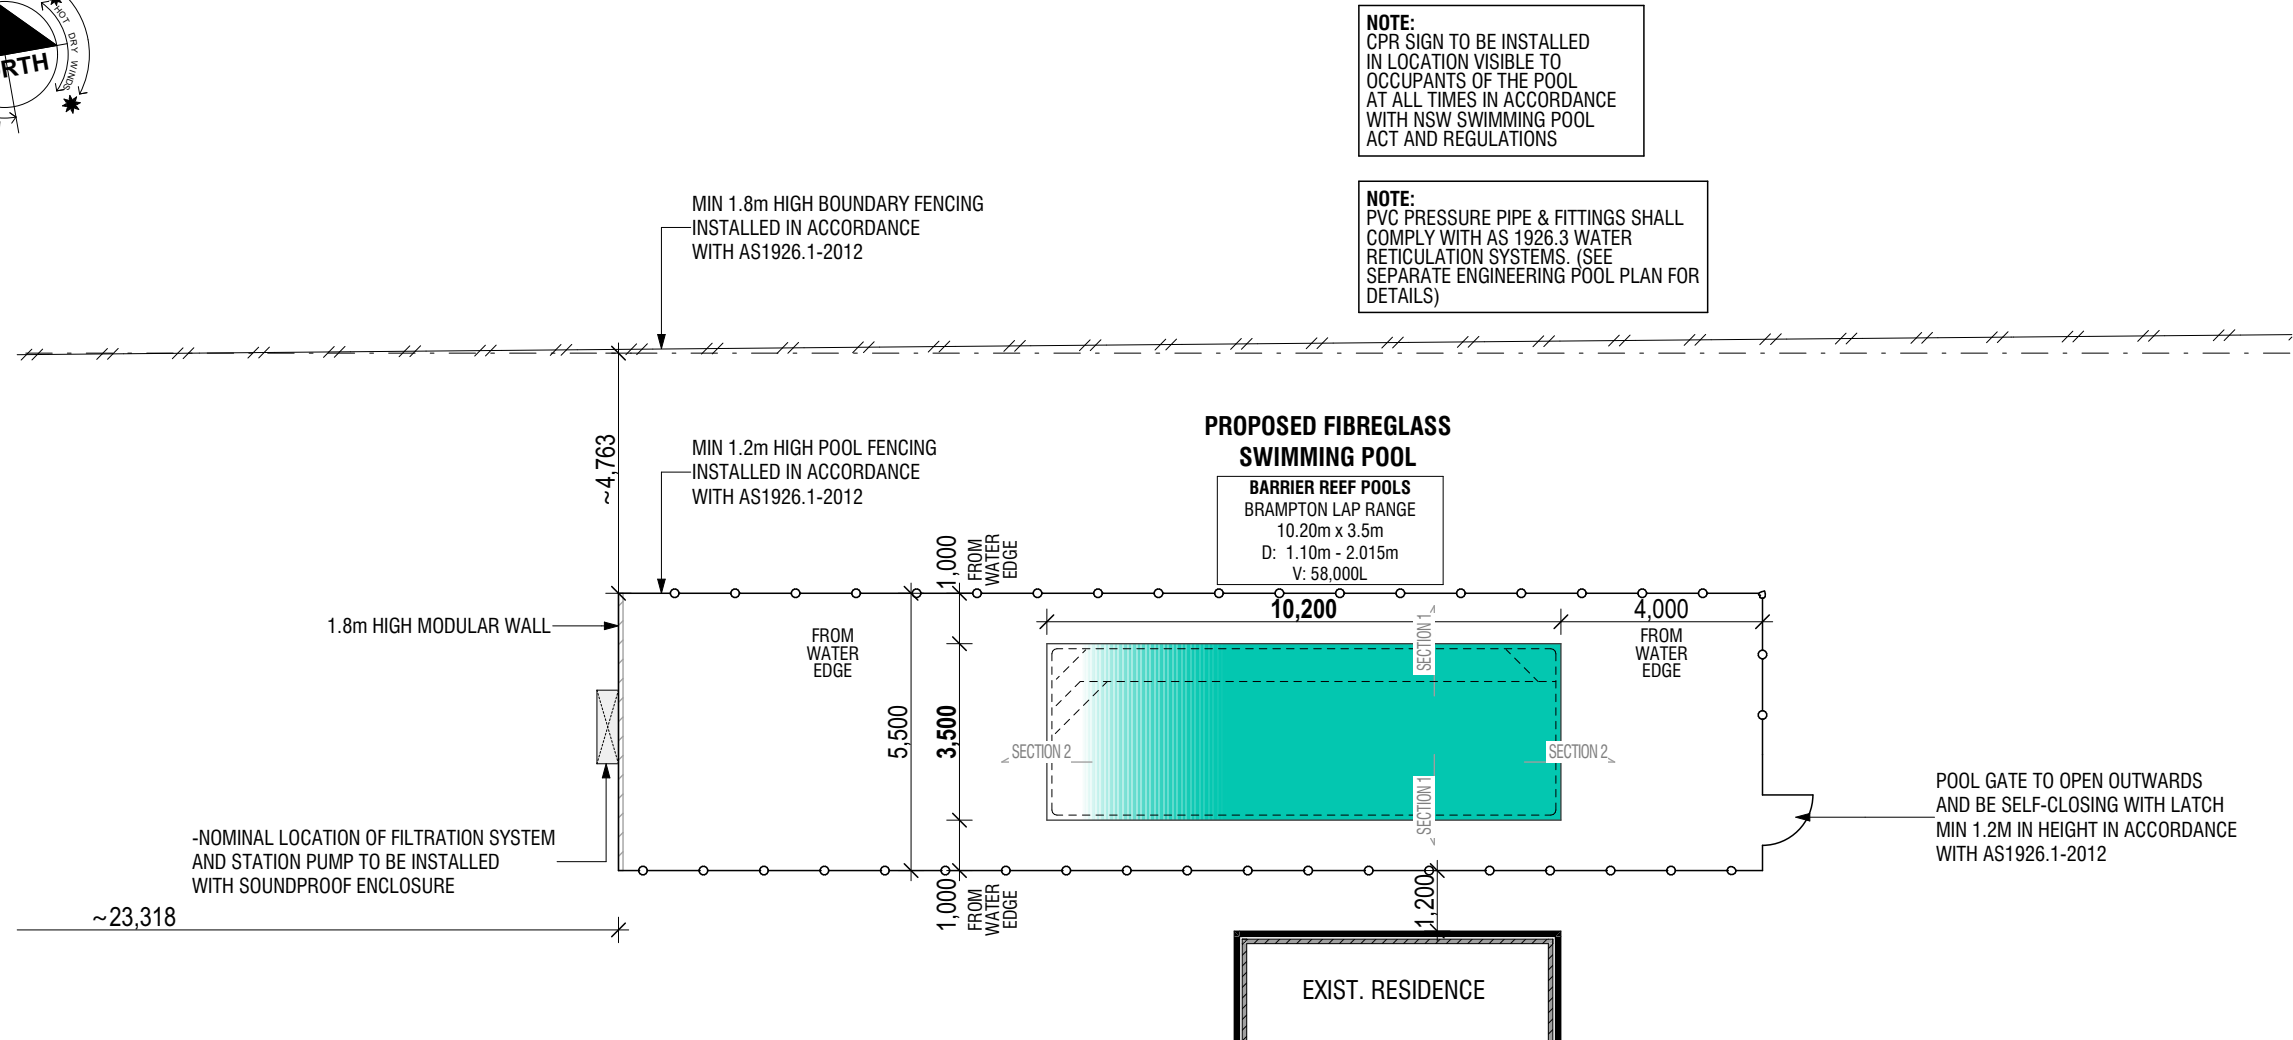 HOT DRY WINDS
RTH
NOTE:
CPR SIGN TO BE INSTALLED
IN LOCATION VISIBLE TO
OCCUPANTS OF THE POOL
AT ALL TIMES IN ACCORDANCE
WITH NSW SWIMMING POOL
ACT AND REGULATIONS
NOTE:
PVC PRESSURE PIPE & FITTINGS SHALL
COMPLY WITH AS 1926.3 WATER
RETICULATION SYSTEMS. (SEE
SEPARATE ENGINEERING POOL PLAN FOR
DETAILS)
MIN 1.8m HIGH BOUNDARY FENCING
INSTALLED IN ACCORDANCE
WITH AS1926.1-2012
~4,763
MIN 1.2m HIGH POOL FENCING
INSTALLED IN ACCORDANCE
WITH AS1926.1-2012
PROPOSED FIBREGLASS
SWIMMING POOL
BARRIER REEF POOLS
BRAMPTON LAP RANGE
10.20m x 3.5m
D: 1.10m - 2.015m
V: 58,000L
1,000
FROM
WATER
EDGE
10,200
4,000
FROM
WATER
EDGE
1.8m HIGH MODULAR WALL
FROM
WATER
EDGE
SECTION 1
5,500
3,500
SECTION 2
SECTION 2
SECTION 1
POOL GATE TO OPEN OUTWARDS
AND BE SELF-CLOSING WITH LATCH
MIN 1.2M IN HEIGHT IN ACCORDANCE
WITH AS1926.1-2012
-NOMINAL LOCATION OF FILTRATION SYSTEM
AND STATION PUMP TO BE INSTALLED
WITH SOUNDPROOF ENCLOSURE
~23,318
1,000
FROM
WATER
EDGE
1,200
EXIST. RESIDENCE